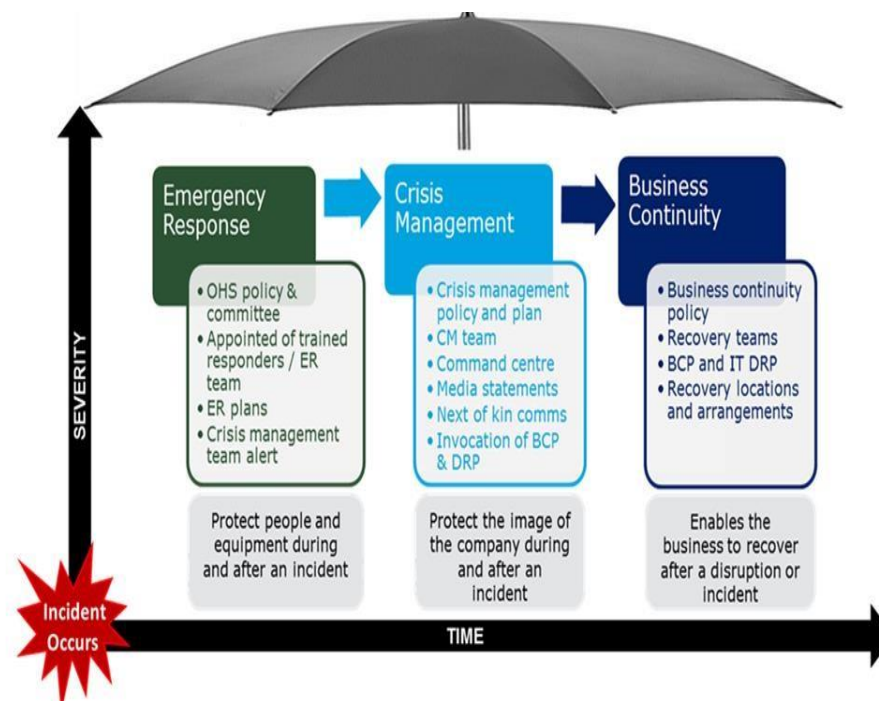 Emergency
Response
Crisis
Management
Business
Continuity
• OHS policy &
committee
• Appointed of trained
responders / ER
team
• ER plans
• Crisis management
team alert
• Crisis management
policy and plan
• CM team
• Command centre
• Media statements
• Next of kin comms
• Invocation of BCP
& DRP
• Business continuity
policy
• Recovery teams
• BCP and IT DRP
• Recovery locations
and arrangements
SEVERITY
Protect people and
equipment during
and after an incident
Protect the image of
the company during
and after an
incident
Enables the
business to recover
after a disruption or
incident
Incident
Occurs
TIME